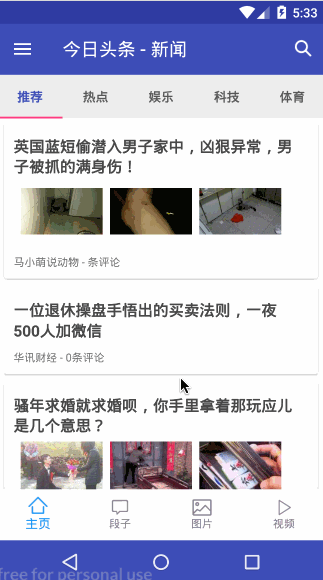 5:33
今日头条 - 新闻
推荐 热点 娱乐 科技 体育
英国蓝短偷潜入男子家中，凶狠异常，男
子被抓的满身伤！
马小萌说动物 - 条评论
一位退休操盘手悟出的买卖法则，一夜
500人加微信
华讯财经 - 0条评论
骚年求婚就求婚呗，你手里拿着那玩应儿
是几个意思？
主页 段子 图片 视频
free for personal use